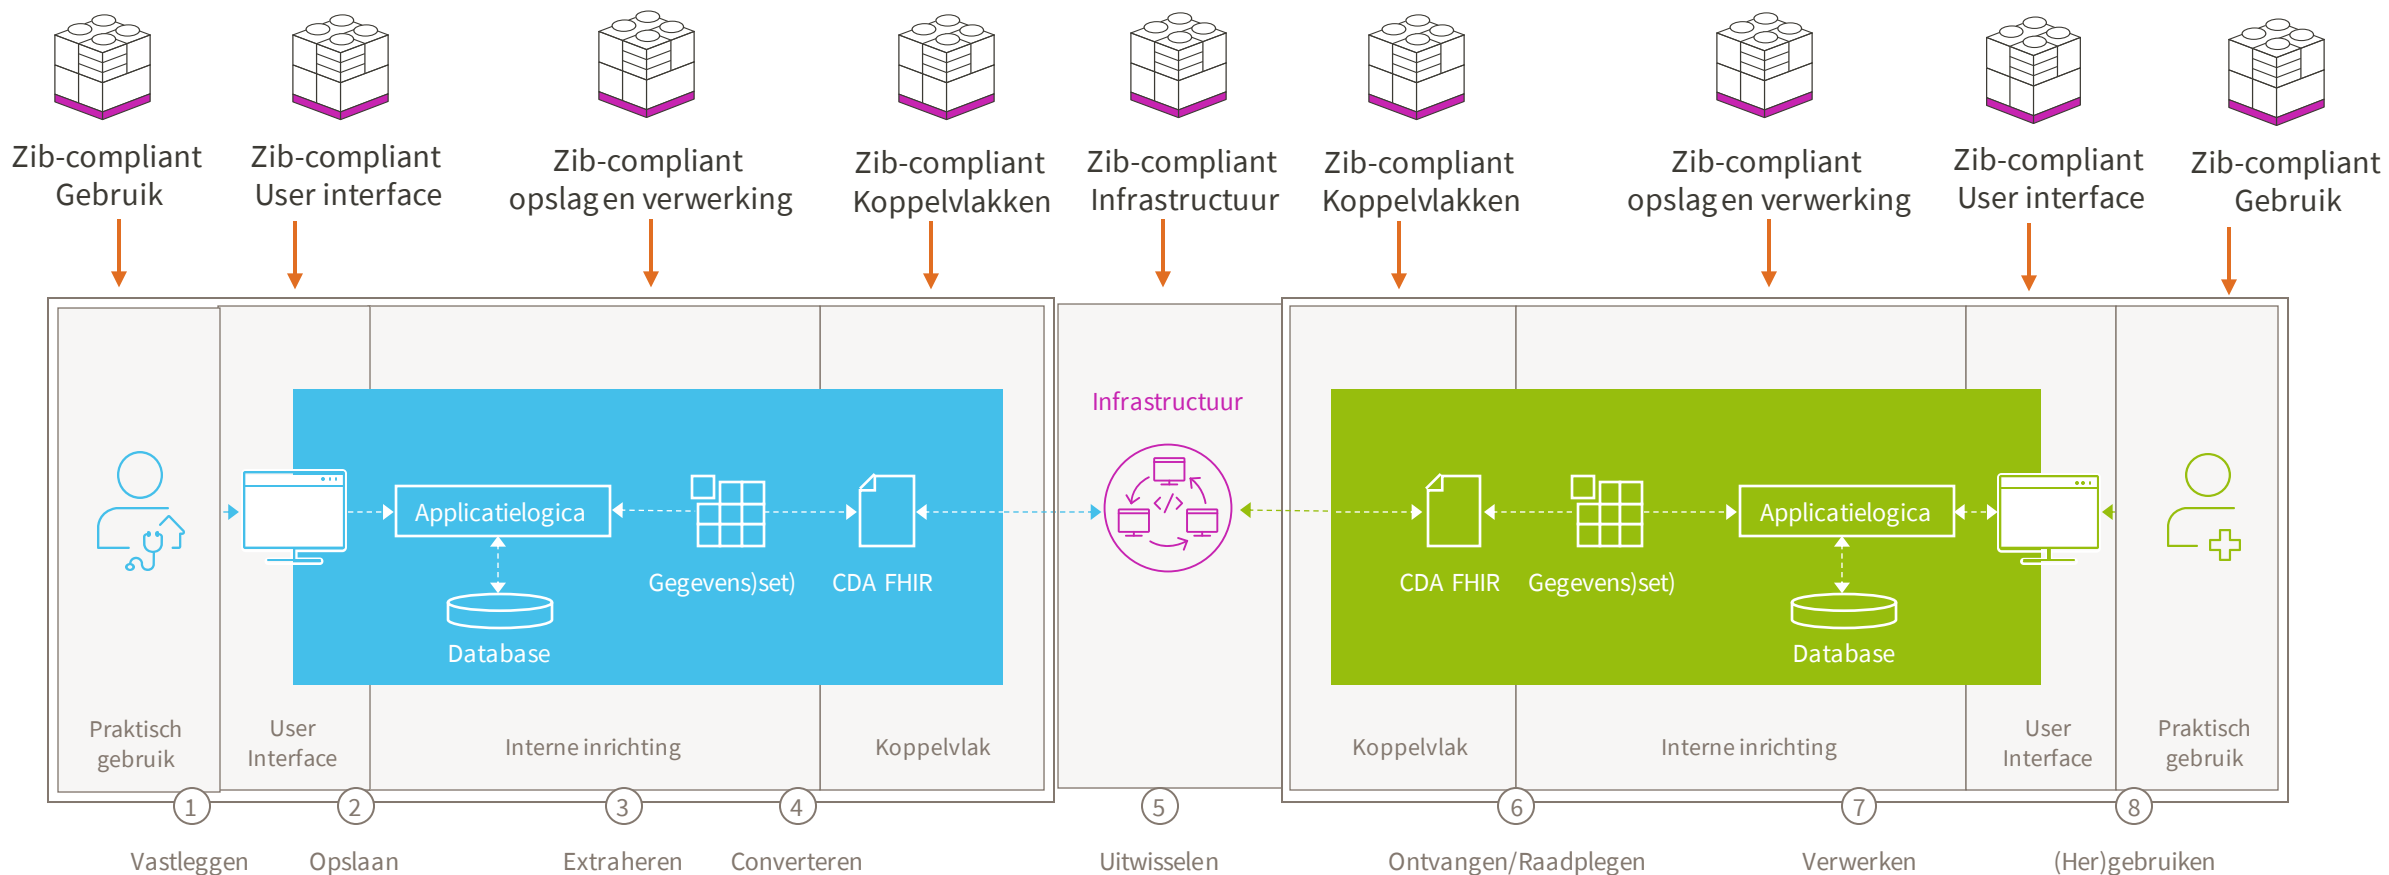 Zib-compliant
Gebruik
Zib-compliant
User interface
Zib-compliant
opslag en verwerking
Zib-compliant
Koppelvlakken
Zib-compliant
Infrastructuur
Zib-compliant
Koppelvlakken
Zib-compliant
opslag en verwerking
Zib-compliant
User interface
Zib-compliant
Gebruik
Applicatielogica
Database
Gegevens)set)
CDA FHIR
Infrastructuur
</>
CDA FHIR
Gegevens)set)
Applicatielogica
Database
Praktisch
gebruik
User
Interface
Interne inrichting
Koppelvlak
Koppelvlak
Interne inrichting
User
Interface
Praktisch
gebruik
1
2
3
4
5
6
7
8
Vastleggen
Opslaan
Extraheren
Converteren
Uitwisselen
Ontvangen/Raadplegen
Verwerken
(Her)gebruiken